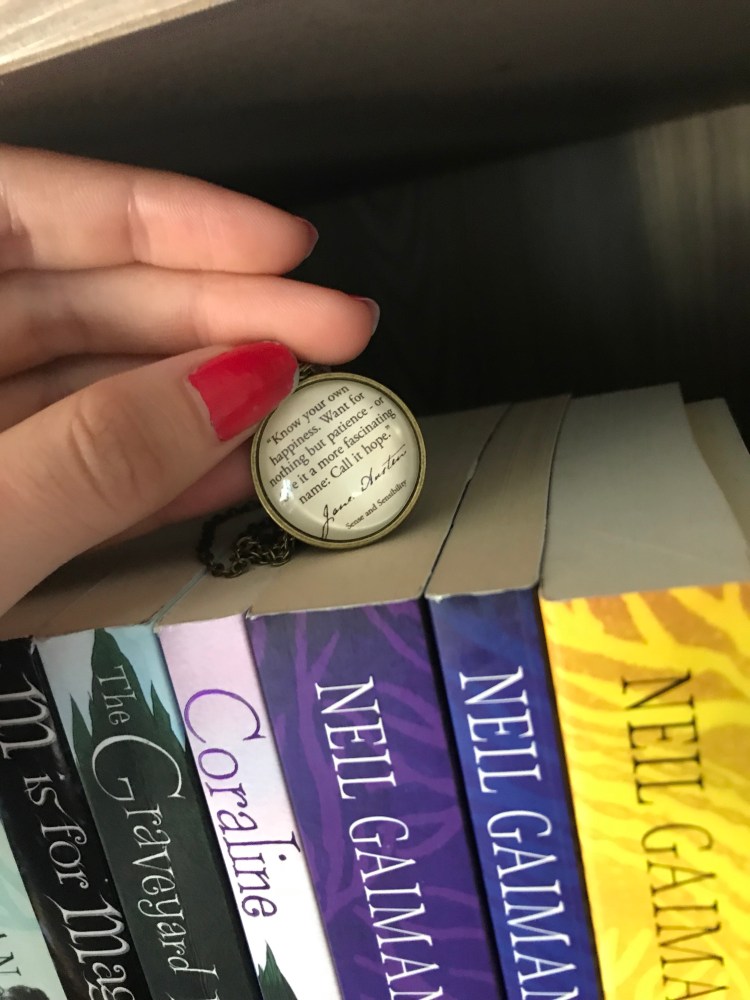 "Know your own
happiness. Want for
nothing but patience - or
e it a more fascinating
name: Call it hope."
Jane Austen
Sense and Sensibility
M is for Mag
The Graveyard
Coraline
NEIL GAIMAN
NEIL GAIMAN
NEIL GAIMA